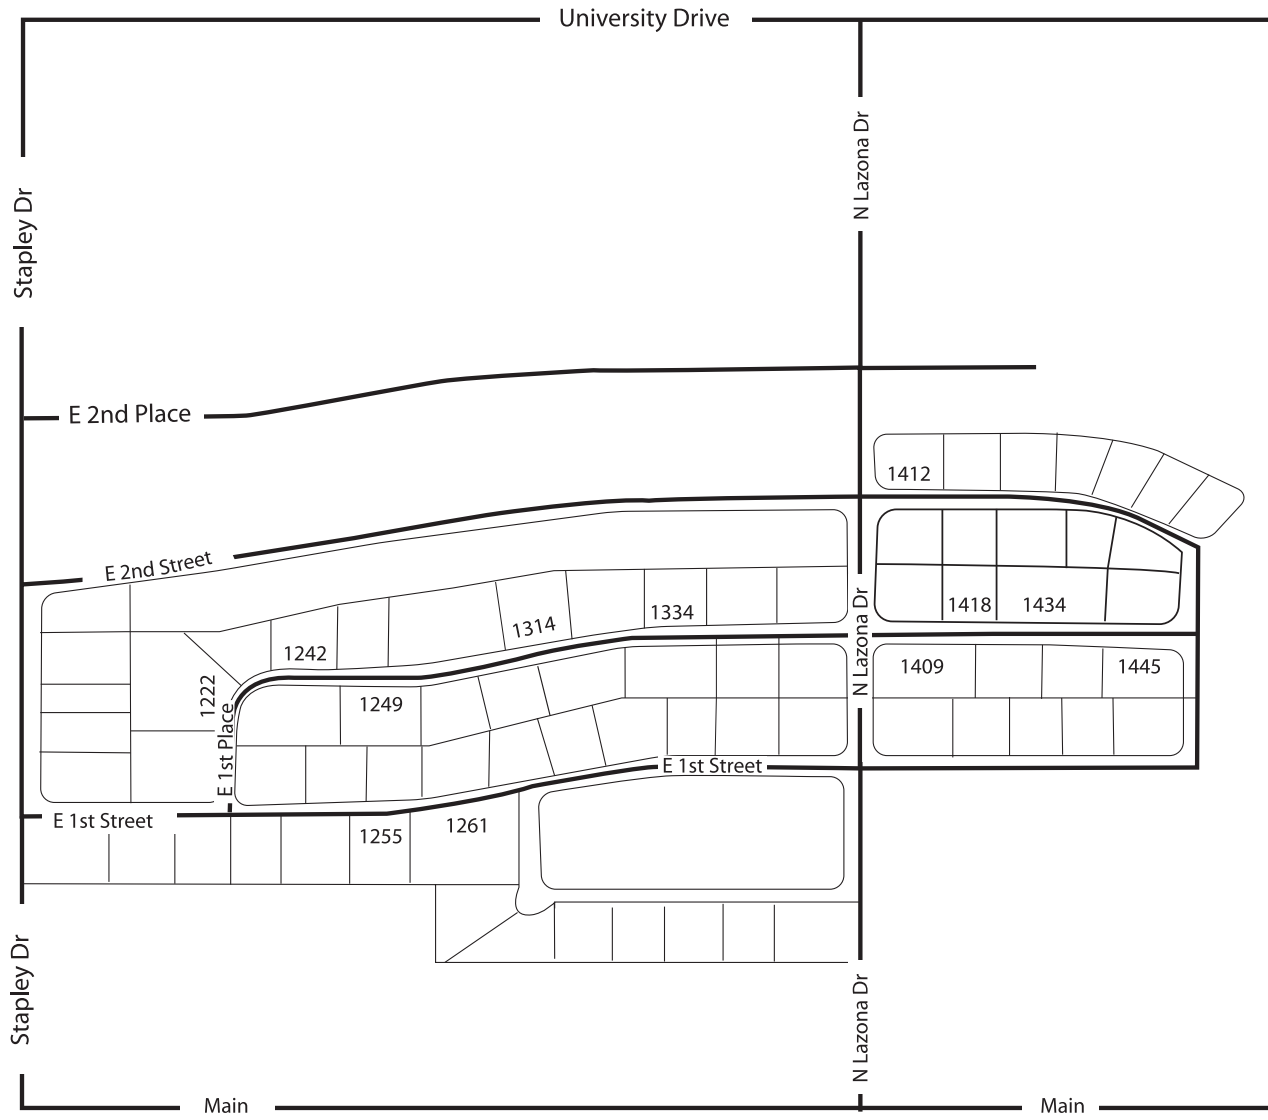 University Drive
N Lazona Dr
Stapley Dr
E 2nd Place
1412
E 2nd Street
1314
1334
N Lazona Dr
1418
1434
1242
1222
1249
1409
1445
E 1st Place
E 1st Street
E 1st Street
1255
1261
Stapley Dr
N Lazona Dr
Main
Main